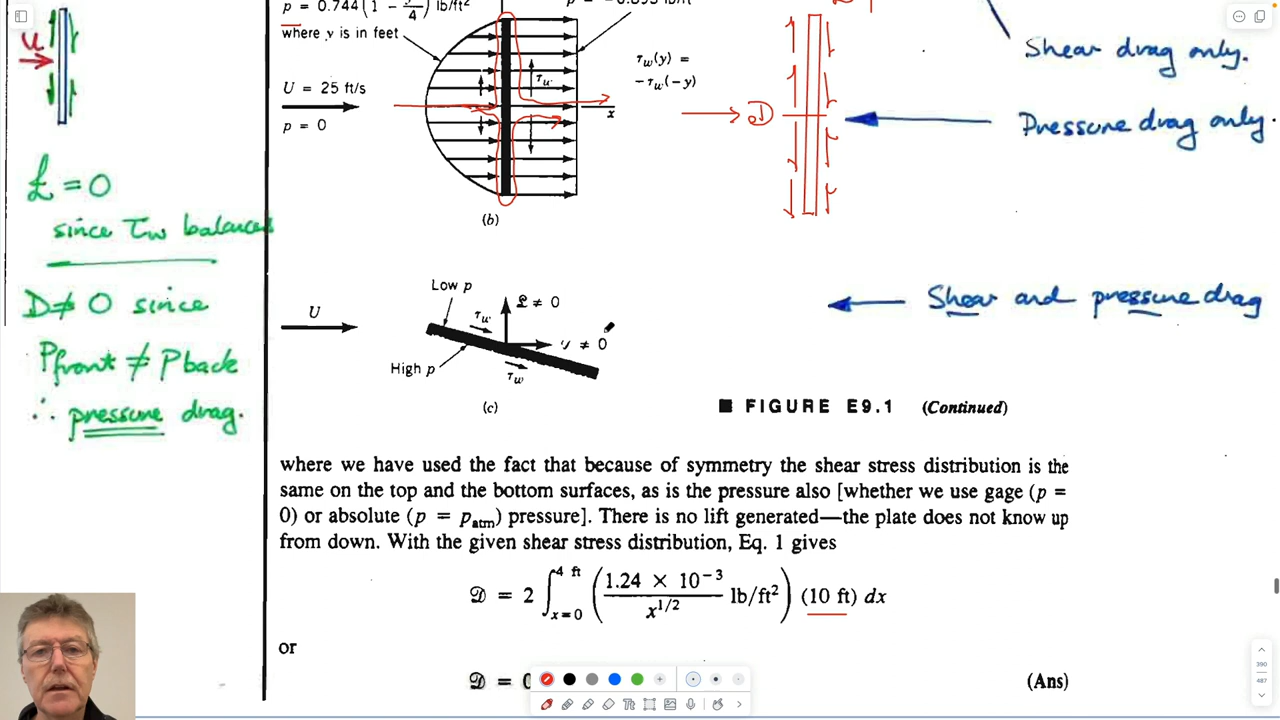 p = 0.744(1 − y²/4) lb/ft²
where y is in feet
U = 25 ft/s
p = 0
τw
τw(y) =
−τw(−y)
x
(b)
U
Low p
τw
ℒ ≠ 0
≠ 0
High p
τw
(c)
■ FIGURE E9.1 (Continued)
u
ℒ = 0
since τw balances
D ≠ 0 since
Pfront ≠ Pback
∴ pressure drag.
D
Shear drag only.
Pressure drag only.
Shear and pressure drag
where we have used the fact that because of symmetry the shear stress distribution is the
same on the top and the bottom surfaces, as is the pressure also [whether we use gage (p =
0) or absolute (p = patm) pressure]. There is no lift generated—the plate does not know up
from down. With the given shear stress distribution, Eq. 1 gives
𝒟 = 2 ∫x=0^4 ft (1.24 × 10⁻³/x^1/2 lb/ft²) (10 ft) dx
or
𝒟 = (Ans)
390
487